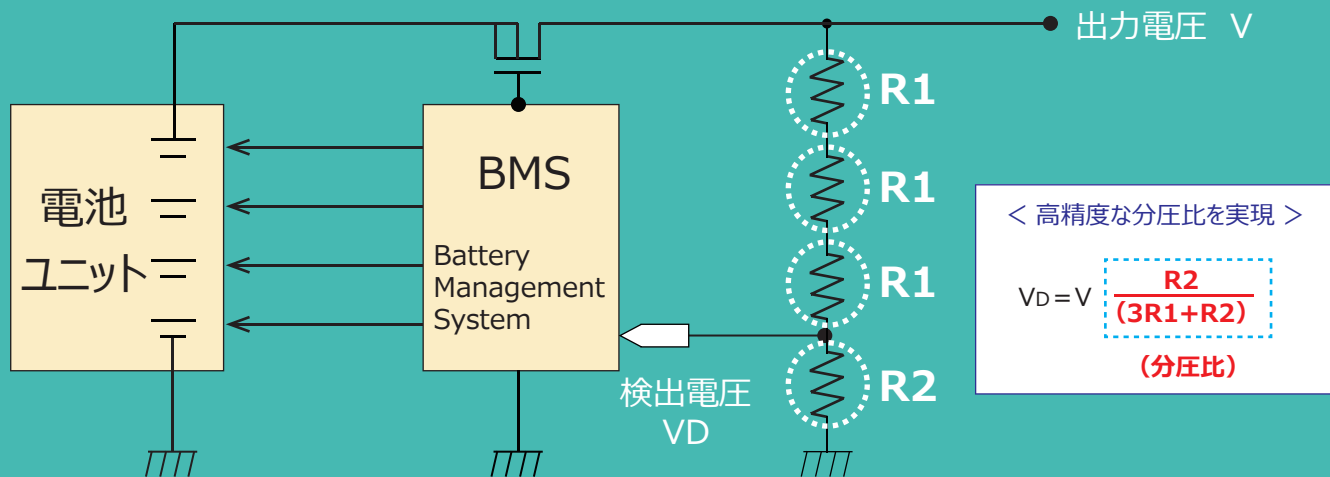 出力電圧 V
R1
R1
R1
R2
電池
ユニット
BMS
Battery
Management
System
検出電圧
VD
< 高精度な分圧比を実現 >
VD=V R2
(3R1+R2)
(分圧比)